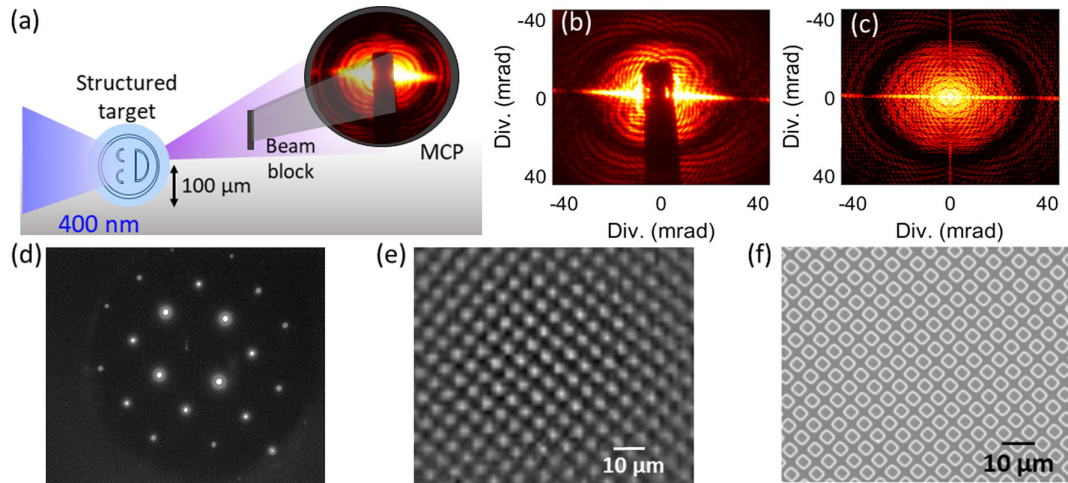 (a)
Structured
target
Beam
block
MCP
100 µm
400 nm
(b)
Div. (mrad)
-40
0
40
-40
0
40
Div. (mrad)
(c)
Div. (mrad)
-40
0
40
-40
0
40
Div. (mrad)
(d)
(e)
10 µm
(f)
10 µm